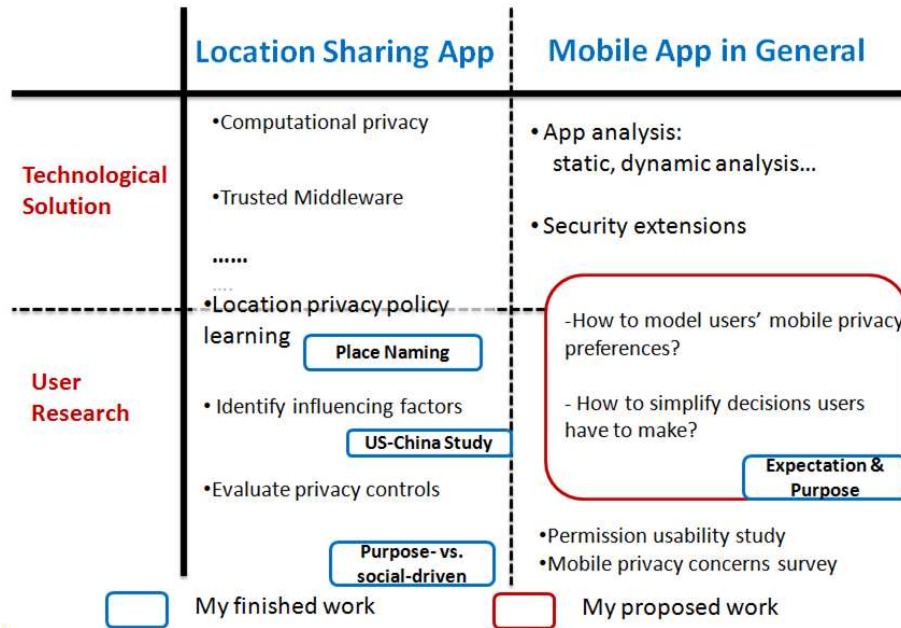 Location Sharing App
Mobile App in General
Technological
Solution
•Computational privacy
•Trusted Middleware
......
....
• App analysis:
static, dynamic analysis...
• Security extensions
User
Research
•Location privacy policy
learning
Place Naming
• Identify influencing factors
US-China Study
•Evaluate privacy controls
Purpose- vs.
social-driven
-How to model users' mobile privacy
preferences?
- How to simplify decisions users
have to make?
Expectation &
Purpose
•Permission usability study
•Mobile privacy concerns survey
My finished work
My proposed work